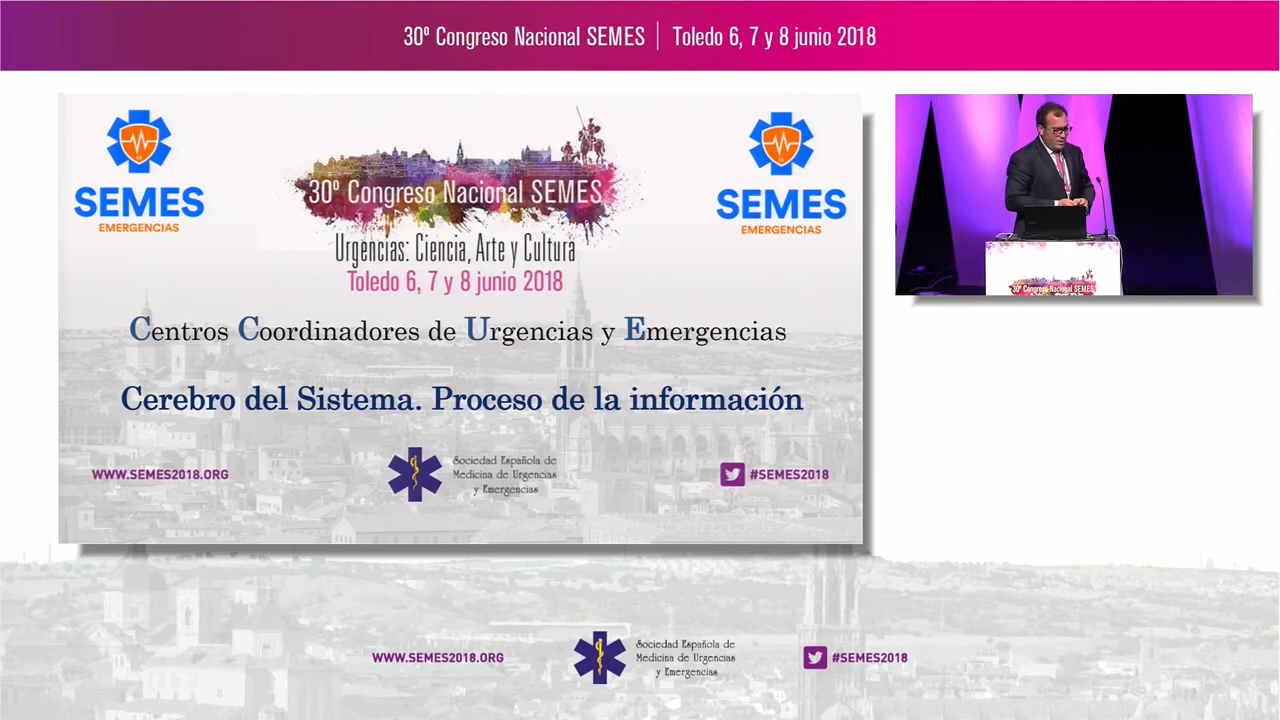 30º Congreso Nacional SEMES | Toledo 6, 7 y 8 junio 2018
SEMES
EMERGENCIAS
30º Congreso Nacional SEMES
Urgencias: Ciencia, Arte y Cultura
Toledo 6, 7 y 8 junio 2018
SEMES
EMERGENCIAS
Centros Coordinadores de Urgencias y Emergencias
Cerebro del Sistema. Proceso de la información
WWW.SEMES2018.ORG
Sociedad Española de
Medicina de Urgencias
y Emergencias
#SEMES2018
30º Congreso Nacional SEMES
WWW.SEMES2018.ORG
Sociedad Española de
Medicina de Urgencias
y Emergencias
#SEMES2018